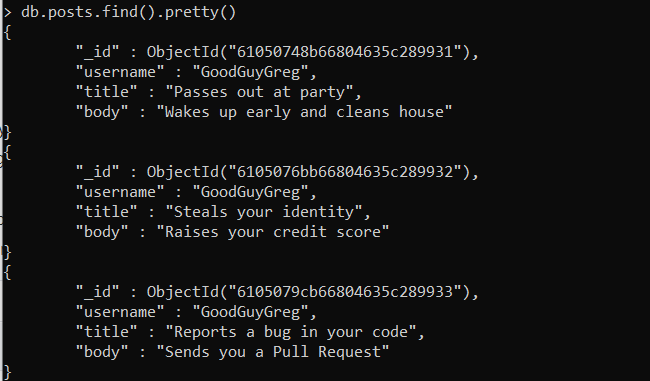 > db.posts.find().pretty()
{
"_id" : ObjectId("61050748b66804635c289931"),
"username" : "GoodGuyGreg",
"title" : "Passes out at party",
"body" : "Wakes up early and cleans house"
}
{
"_id" : ObjectId("6105076bb66804635c289932"),
"username" : "GoodGuyGreg",
"title" : "Steals your identity",
"body" : "Raises your credit score"
}
{
"_id" : ObjectId("6105079cb66804635c289933"),
"username" : "GoodGuyGreg",
"title" : "Reports a bug in your code",
"body" : "Sends you a Pull Request"
}